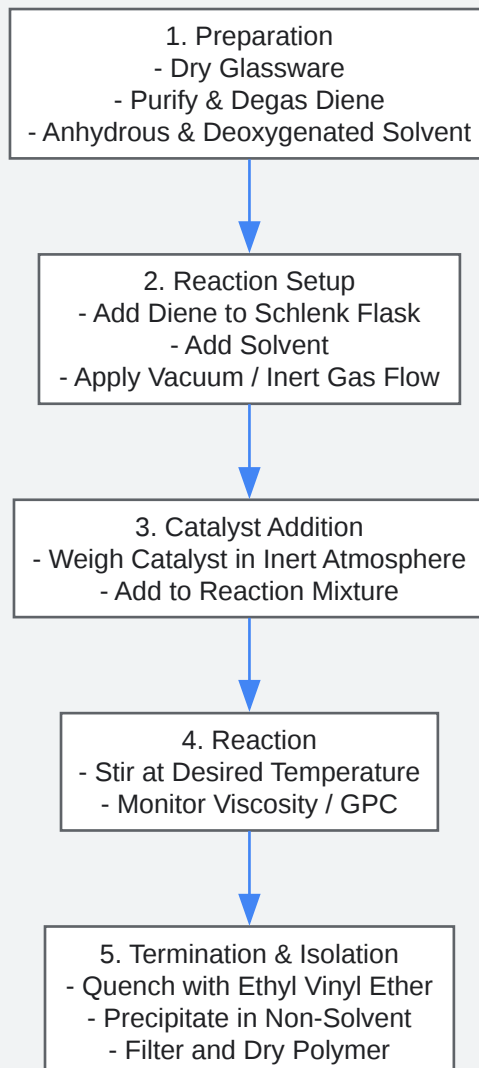 1. Preparation
- Dry Glassware
- Purify & Degas Diene
- Anhydrous & Deoxygenated Solvent
2. Reaction Setup
- Add Diene to Schlenk Flask
- Add Solvent
- Apply Vacuum / Inert Gas Flow
3. Catalyst Addition
- Weigh Catalyst in Inert Atmosphere
- Add to Reaction Mixture
4. Reaction
- Stir at Desired Temperature
- Monitor Viscosity / GPC
5. Termination & Isolation
- Quench with Ethyl Vinyl Ether
- Precipitate in Non-Solvent
- Filter and Dry Polymer